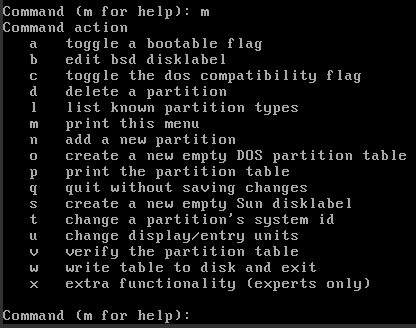 Command (m for help): m
Command action
a toggle a bootable flag
b edit bsd disklabel
c toggle the dos compatibility flag
d delete a partition
l list known partition types
m print this menu
n add a new partition
o create a new empty DOS partition table
p print the partition table
q quit without saving changes
s create a new empty Sun disklabel
t change a partition's system id
u change display/entry units
v verify the partition table
w write table to disk and exit
x extra functionality (experts only)
Command (m for help):